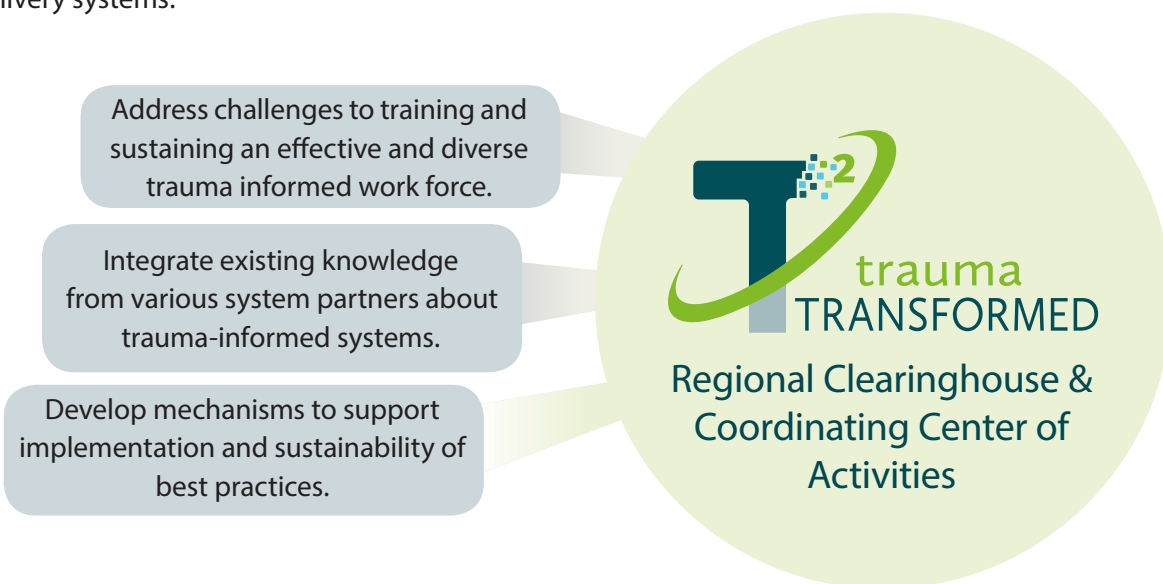 livery systems.
Address challenges to training and
sustaining an effective and diverse
trauma informed work force.
Integrate existing knowledge
from various system partners about
trauma-informed systems.
Develop mechanisms to support
implementation and sustainability of
best practices.
T2
trauma
TRANSFORMED
Regional Clearinghouse &
Coordinating Center of
Activities